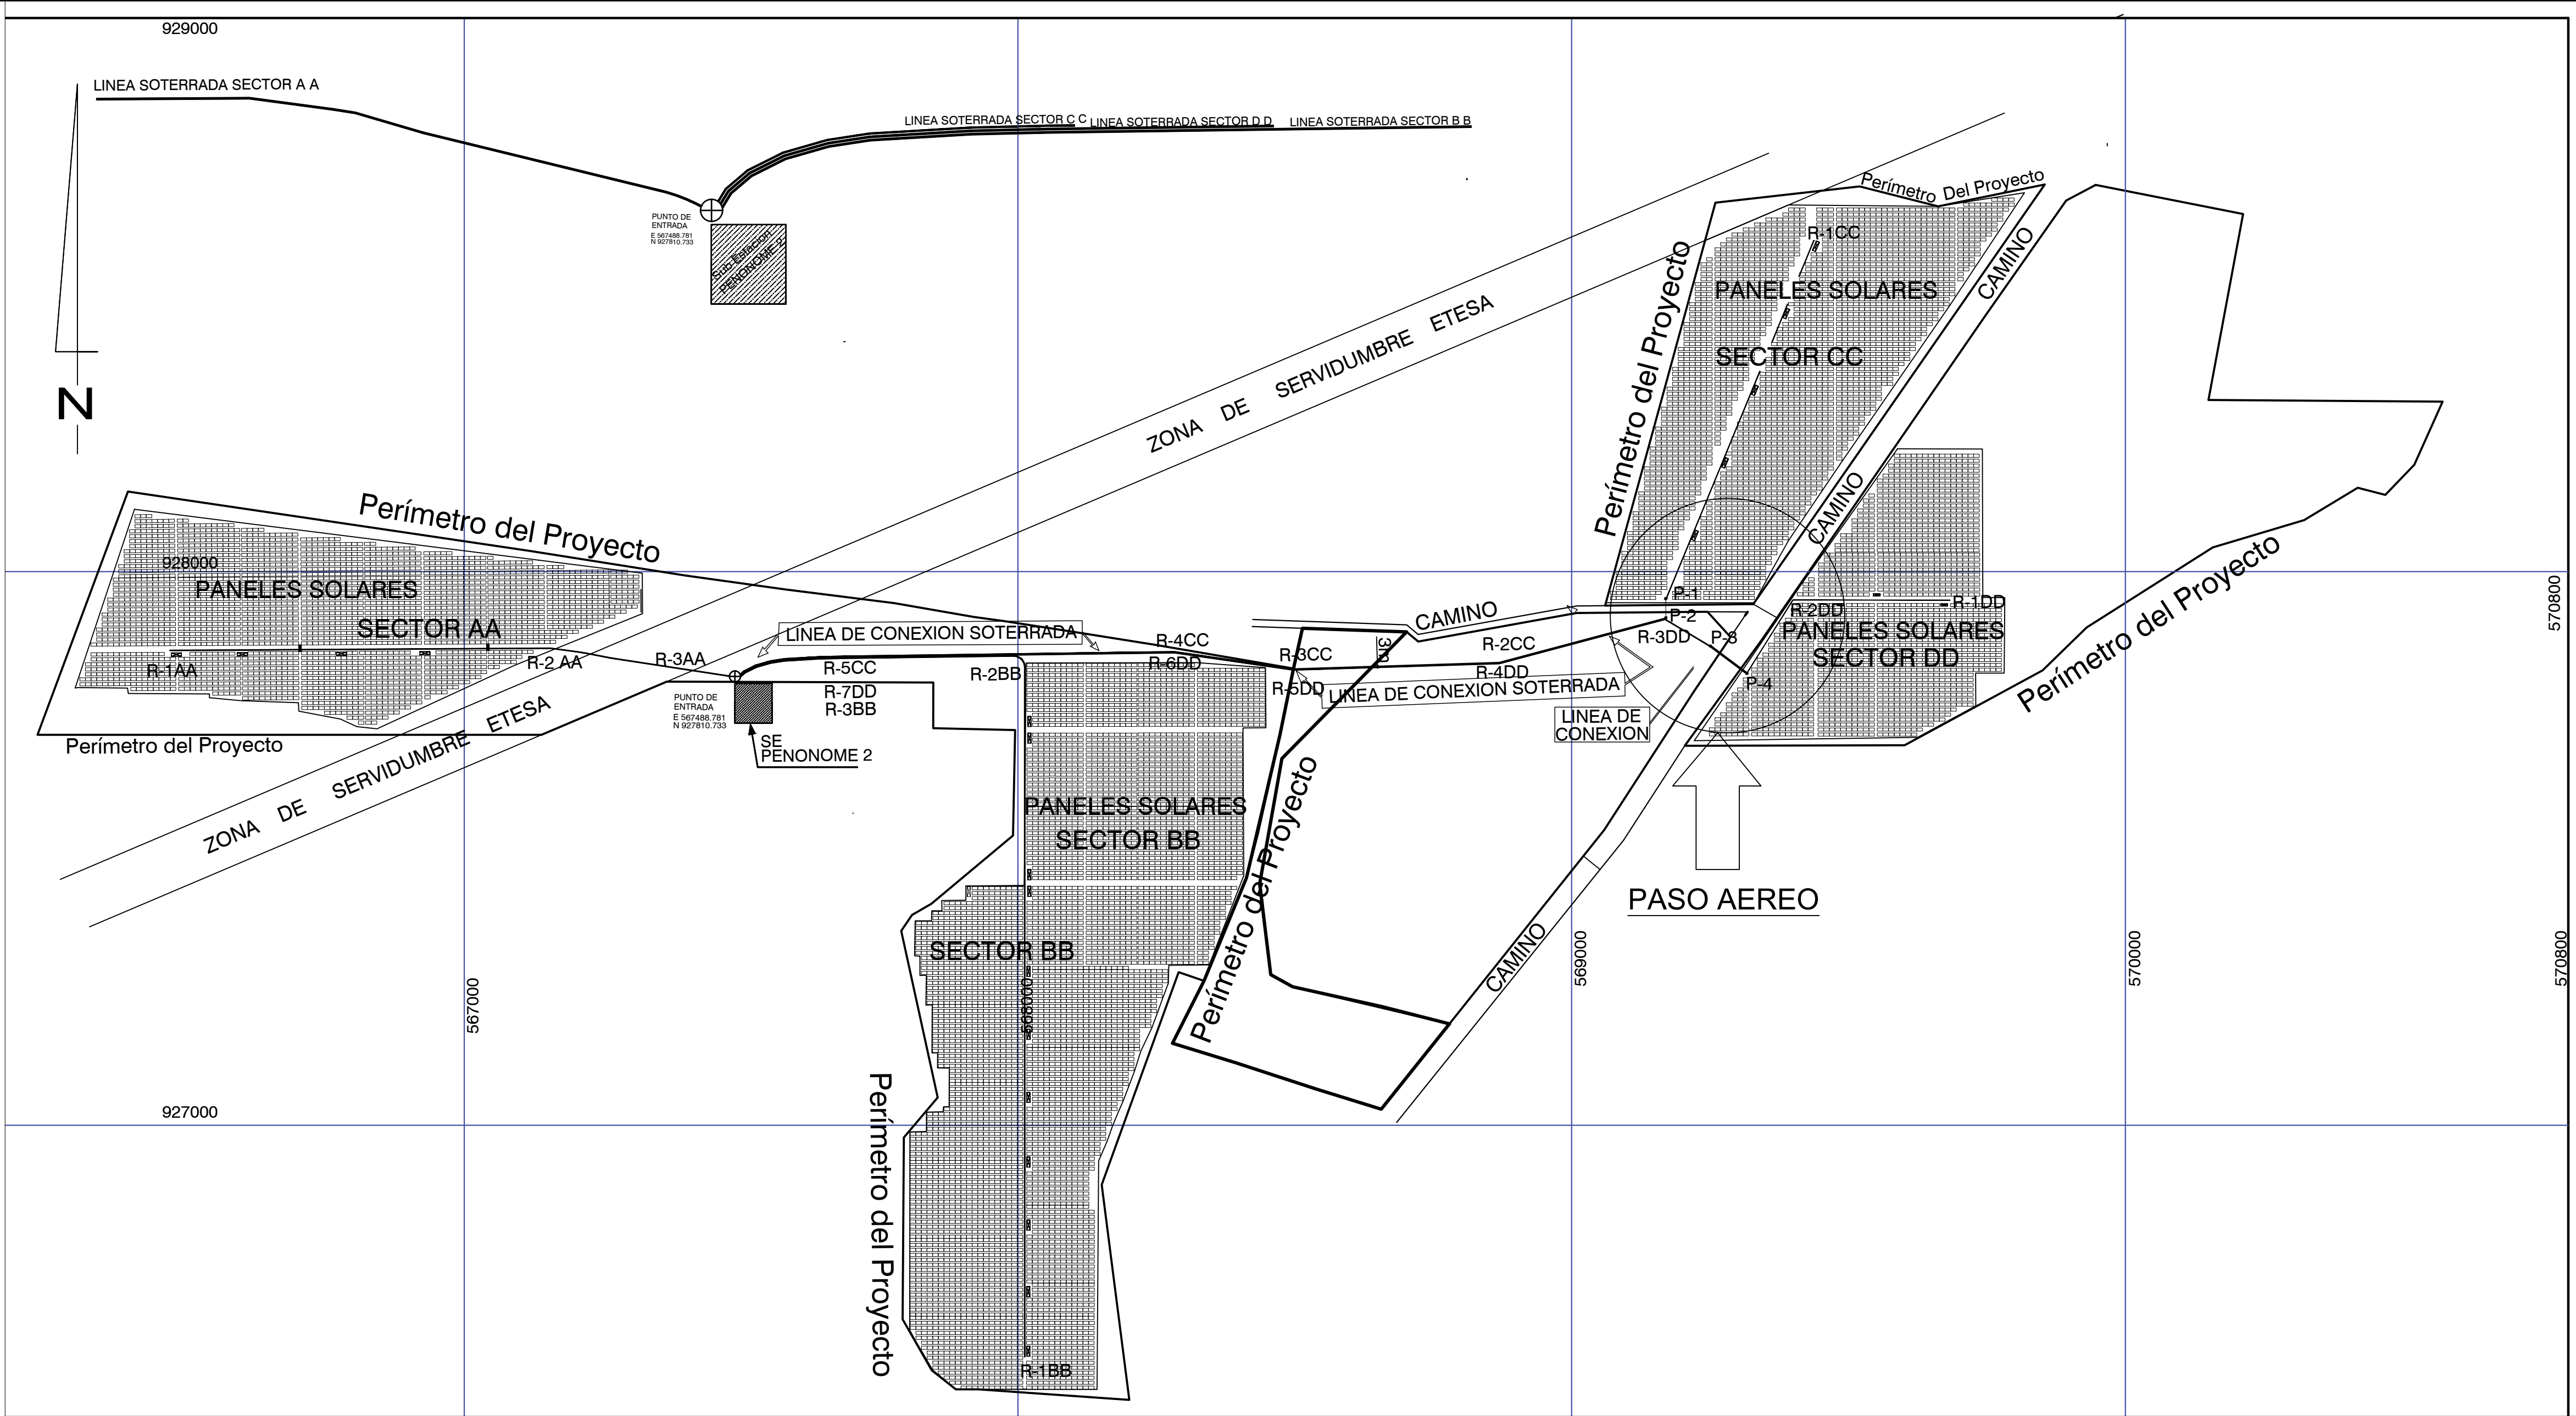 929000
LINEA SOTERRADA SECTOR A A
LINEA SOTERRADA SECTOR C C
LINEA SOTERRADA SECTOR D D
LINEA SOTERRADA SECTOR B B
PUNTO DE
ENTRADA
E 567488.781
N 927810.733
Sub Estacion
PENONOME 2
N
ZONA DE SERVIDUMBRE ETESA
Perímetro Del Proyecto
R-1CC
PANELES SOLARES
SECTOR CC
Perímetro del Proyecto
CAMINO
CAMINO
Perímetro del Proyecto
928000
PANELES SOLARES
SECTOR AA
R-1AA
R-2 AA
R-3AA
Perímetro del Proyecto
ZONA DE SERVIDUMBRE ETESA
LINEA DE CONEXION SOTERRADA
R-5CC
R-7DD
R-3BB
R-2BB
R-4CC
R-6DD
PUNTO DE
ENTRADA
E 567488.781
N 927810.733
SE
PENONOME 2
R-3CC
R-5DD
CAMINO
R-2CC
R-4DD
LINEA DE CONEXION SOTERRADA
P-1
P-2
R-3DD
P-3
P-4
R-2DD
R-1DD
PANELES SOLARES
SECTOR DD
Perímetro del Proyecto
570800
LINEA DE
CONEXION
PASO AEREO
PANELES SOLARES
SECTOR BB
SECTOR BB
Perímetro del Proyecto
CAMINO
567000
568000
569000
570000
570800
927000
Perímetro del Proyecto
R-1BB